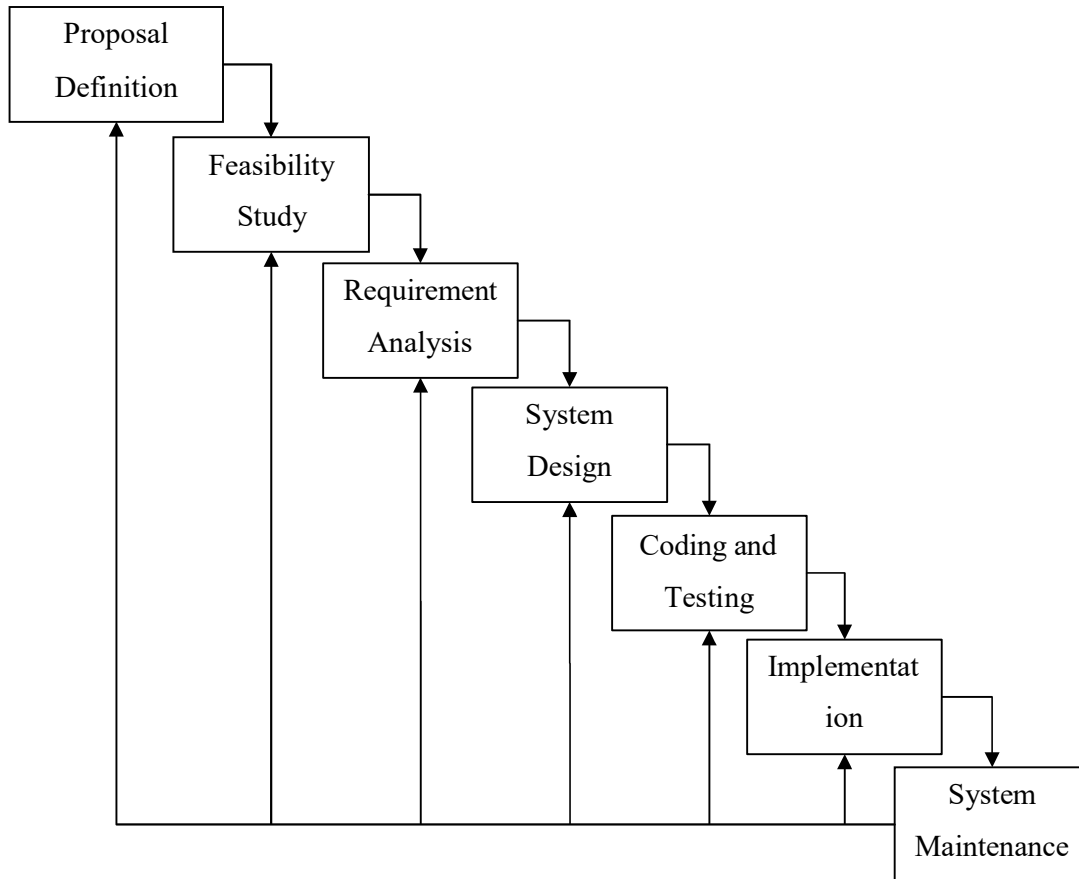 Proposal
Definition
Feasibility
Study
Requirement
Analysis
System
Design
Coding and
Testing
Implementat
ion
System
Maintenance